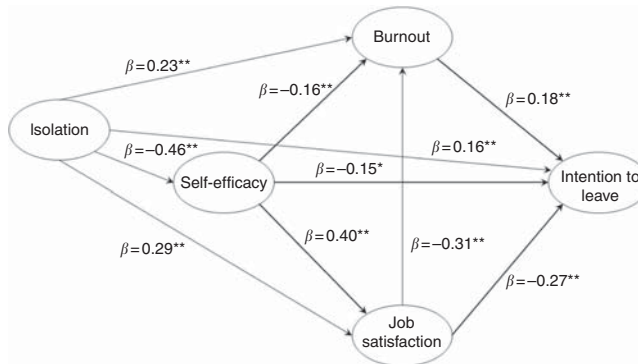 Burnout
β=0.23**
β=−0.16**
β=0.18**
Isolation
β=0.16**
β=−0.46**
Self-efficacy
β=−0.15*
Intention to
leave
β=0.29**
β=0.40**
β=−0.31**
β=−0.27**
Job
satisfaction